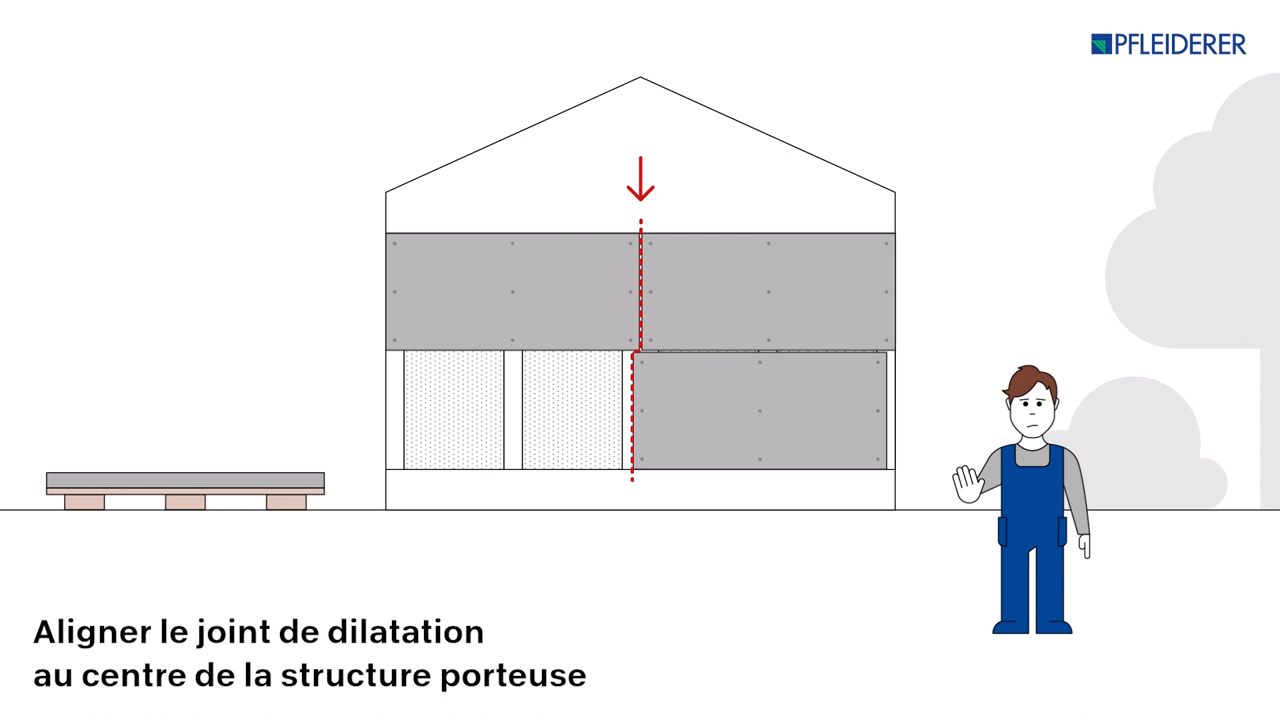 PFLEIDERER
Aligner le joint de dilatation
au centre de la structure porteuse